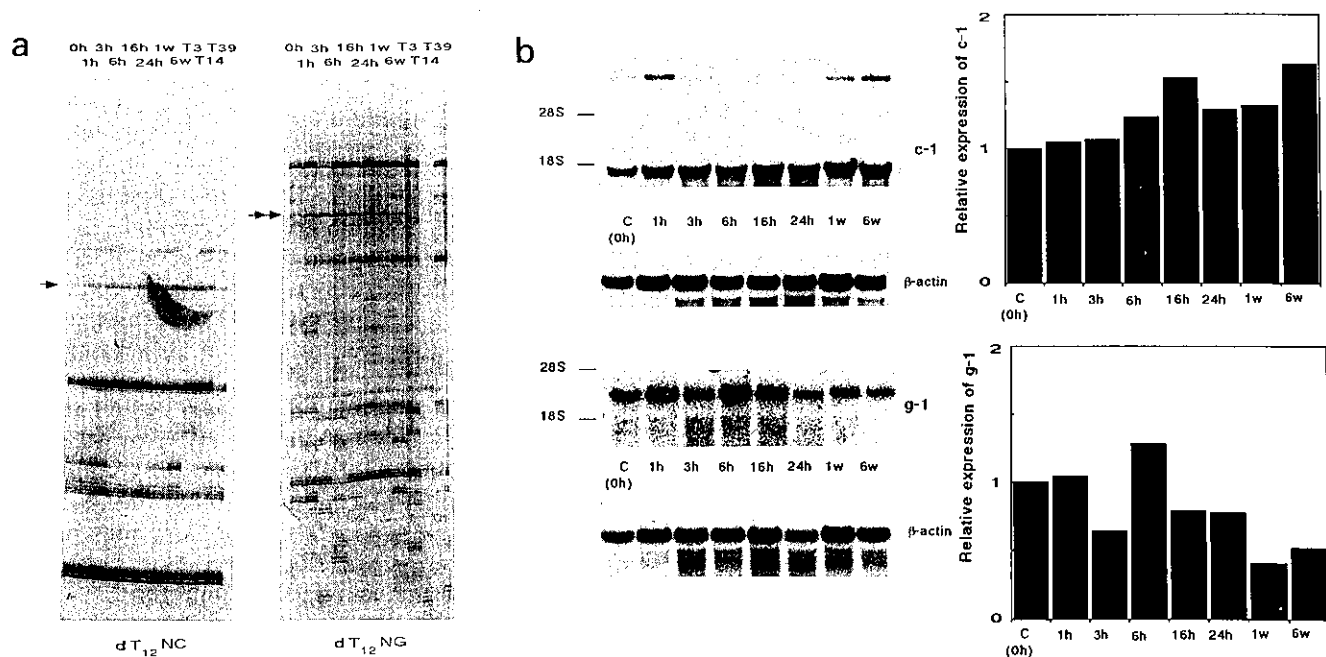 a
0h 3h 16h 1w T3 T39
1h 6h 24h 6w T14
0h 3h 16h 1w T3 T39
1h 6h 24h 6w T14
d T12 NC
d T12 NG
b
28S
18S
c-1
C 1h 3h 6h 16h 24h 1w 6w
(0h)
β-actin
28S
18S
g-1
C 1h 3h 6h 16h 24h 1w 6w
(0h)
β-actin
2
1
0
Relative expression of c-1
C 1h 3h 6h 16h 24h 1w 6w
(0h)
2
1
0
Relative expression of g-1
C 1h 3h 6h 16h 24h 1w 6w
(0h)